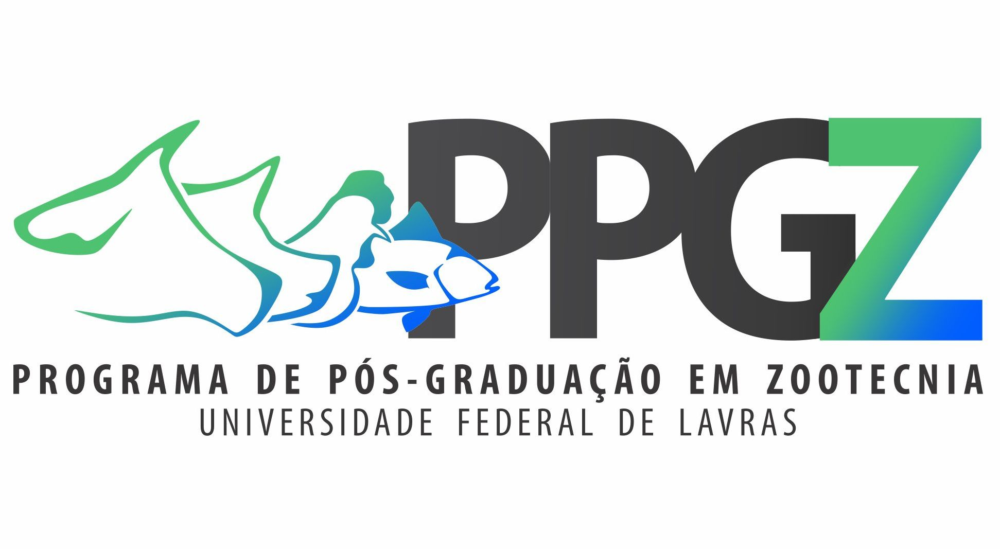 PPGZ
PROGRAMA DE PÓS-GRADUAÇÃO EM ZOOTECNIA
UNIVERSIDADE FEDERAL DE LAVRAS